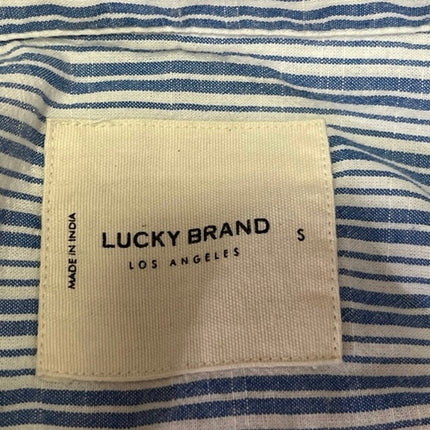 MADE IN INDIA
LUCKY BRAND
S
LOS ANGELES